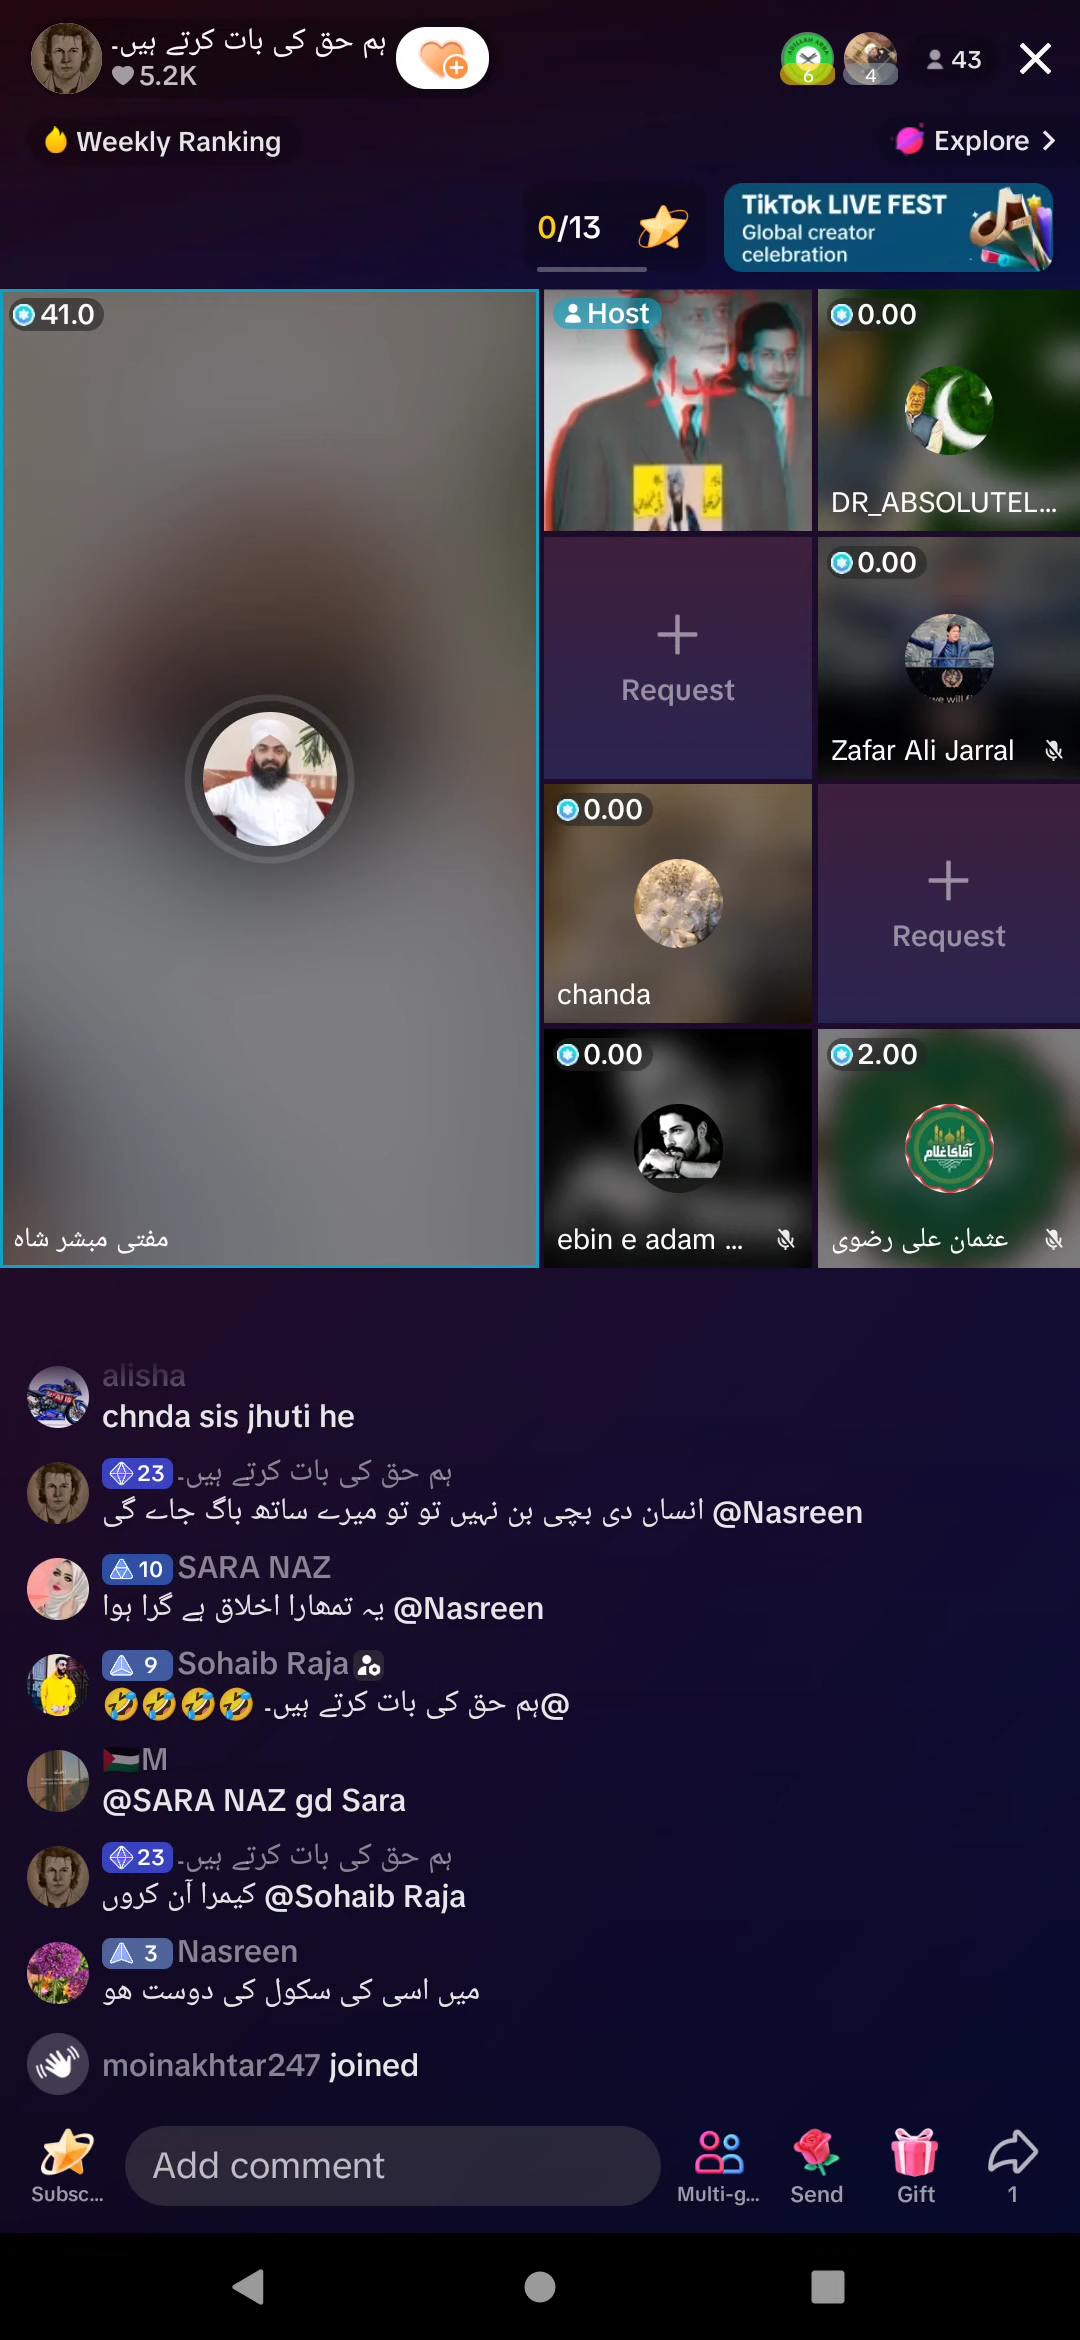 ہم حق کی بات کرتے ہیں۔
5.2K
6
4
43
Weekly Ranking
Explore
0/13
TikTok LIVE FEST
Global creator
celebration
41.0
Host
غدار
0.00
DR_ABSOLUTEL...
Request
0.00
Zafar Ali Jarral
0.00
chanda
Request
0.00
ebin e adam ...
2.00
آقا کا غلام
عثمان علی رضوی
مفتی مبشر شاہ
alisha
chnda sis jhuti he
23 ہم حق کی بات کرتے ہیں۔
@Nasreen انسان دی بچی بن نہیں تو تو میرے ساتھ باگ جاے گی
10 SARA NAZ
@Nasreen یہ تمھارا اخلاق ہے گرا ہوا
9 Sohaib Raja
@ہم حق کی بات کرتے ہیں۔ 🤣🤣🤣🤣
🇵🇸M
@SARA NAZ gd Sara
23 ہم حق کی بات کرتے ہیں۔
@Sohaib Raja کیمرا آن کروں
3 Nasreen
میں اسی کی سکول کی دوست ھو
moinakhtar247 joined
Add comment
Subsc...
Multi-g...
Send
Gift
1